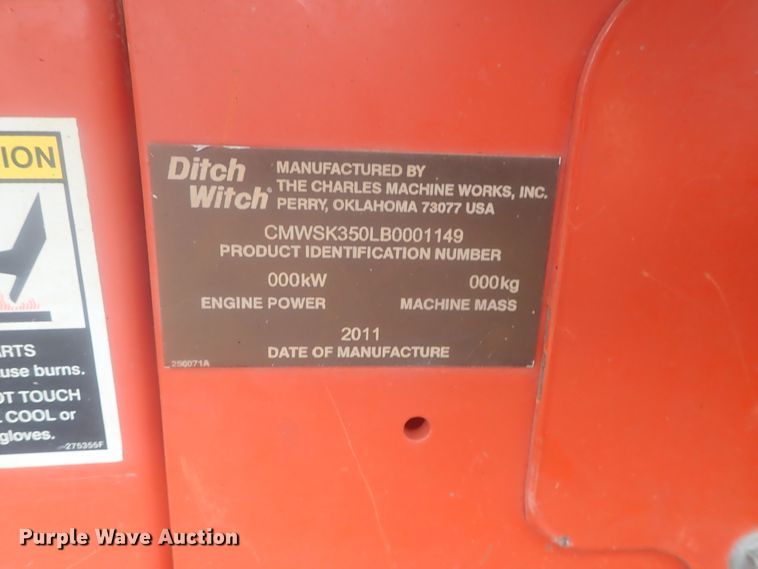 ION
ARTS
use burns.
OT TOUCH
L COOL or
gloves.
275355F
Ditch
Witch®
MANUFACTURED BY
THE CHARLES MACHINE WORKS, INC.
PERRY, OKLAHOMA 73077 USA
CMWSK350LB0001149
PRODUCT IDENTIFICATION NUMBER
000kW 000kg
ENGINE POWER MACHINE MASS
2011
DATE OF MANUFACTURE
256071A
Purple Wave Auction